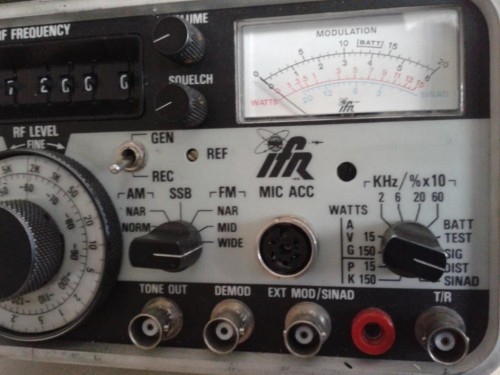 RF FREQUENCY
VOLUME
SQUELCH
MODULATION
0 5 10 [BATT] 15 20
WATTS
SINAD
IFR
RF LEVEL
FINE
GEN
REC
REF
IFR
MIC ACC
AM
SSB
FM
NAR
NORM
NAR
MID
WIDE
KHz/%x10
2 6 20 60
WATTS
A
V 15
G 150
P 15
K 150
BATT
TEST
SIG
DIST
SINAD
TONE OUT
DEMOD
EXT MOD/SINAD
T/R